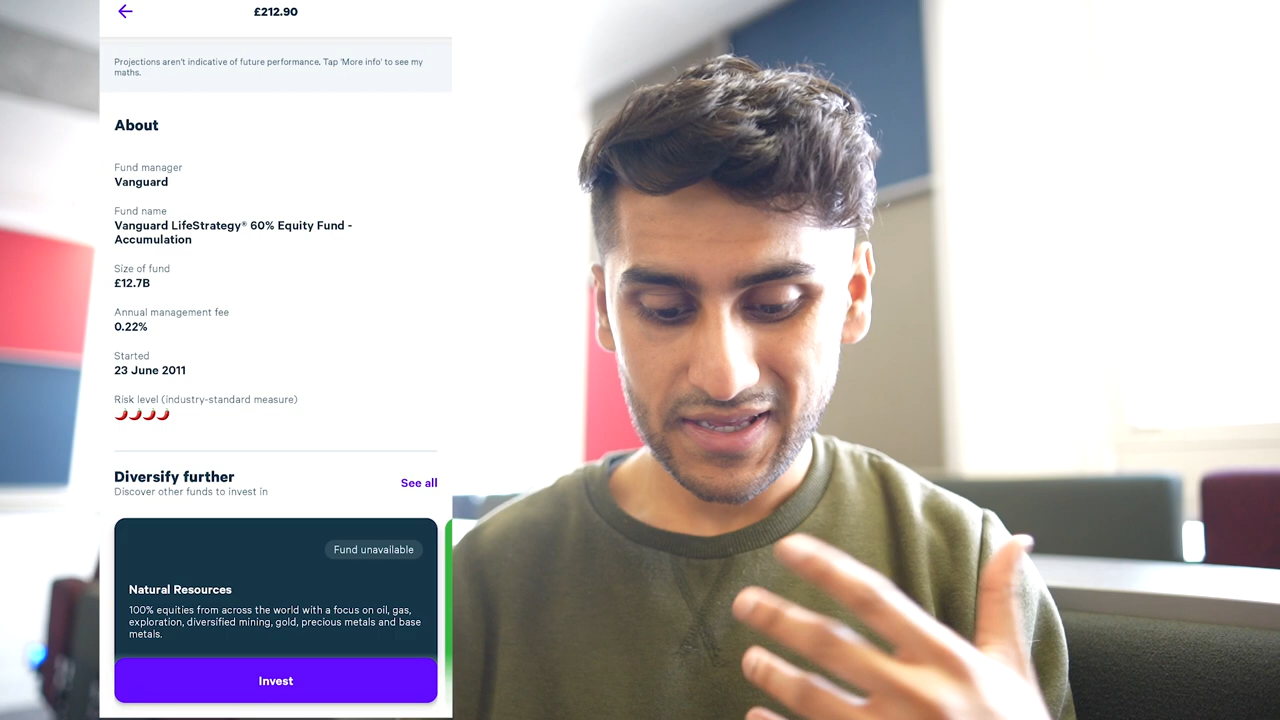 £212.90
Projections aren't indicative of future performance. Tap 'More info' to see my
maths.
About
Fund manager
Vanguard
Fund name
Vanguard LifeStrategy® 60% Equity Fund -
Accumulation
Size of fund
£12.7B
Annual management fee
0.22%
Started
23 June 2011
Risk level (industry-standard measure)
Diversify further
See all
Discover other funds to invest in
Fund unavailable
Natural Resources
100% equities from across the world with a focus on oil, gas,
exploration, diversified mining, gold, precious metals and base
metals.
Invest